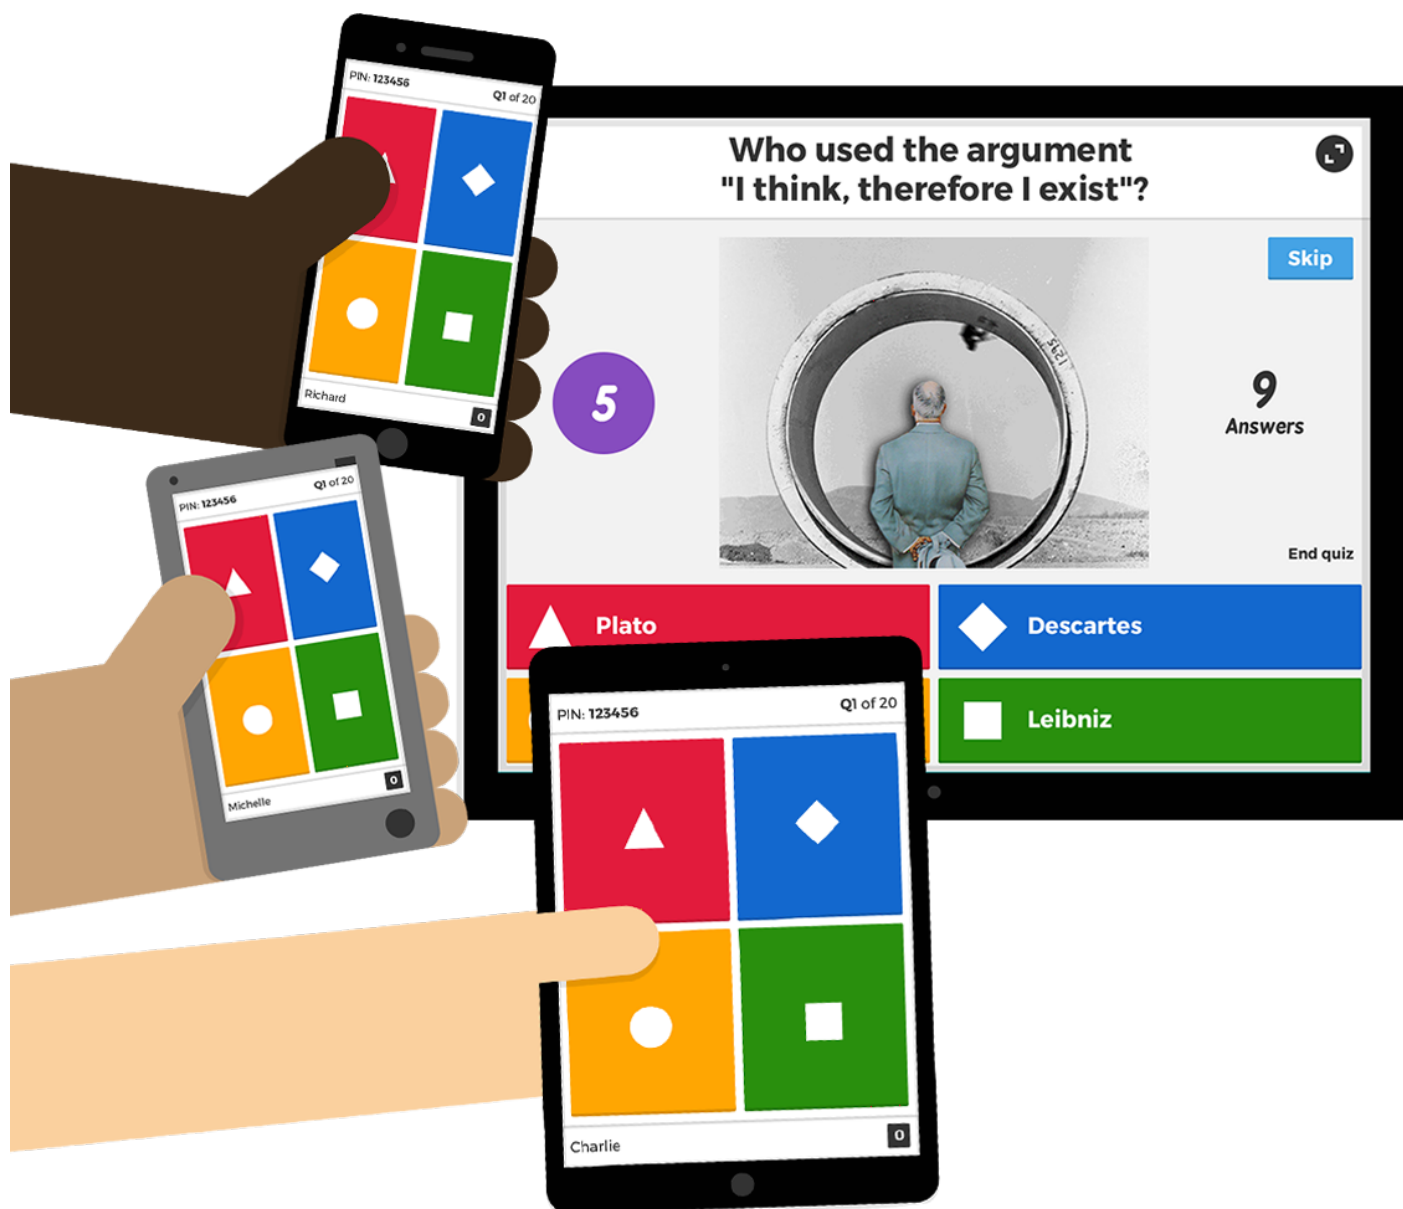 PIN: 123456
Q1 of 20
Richard
0
Who used the argument
"I think, therefore I exist"?
Skip
5
1295
9
Answers
End quiz
Plato
Descartes
Leibniz
PIN: 123456
Q1 of 20
Michelle
0
PIN: 123456
Q1 of 20
Charlie
0